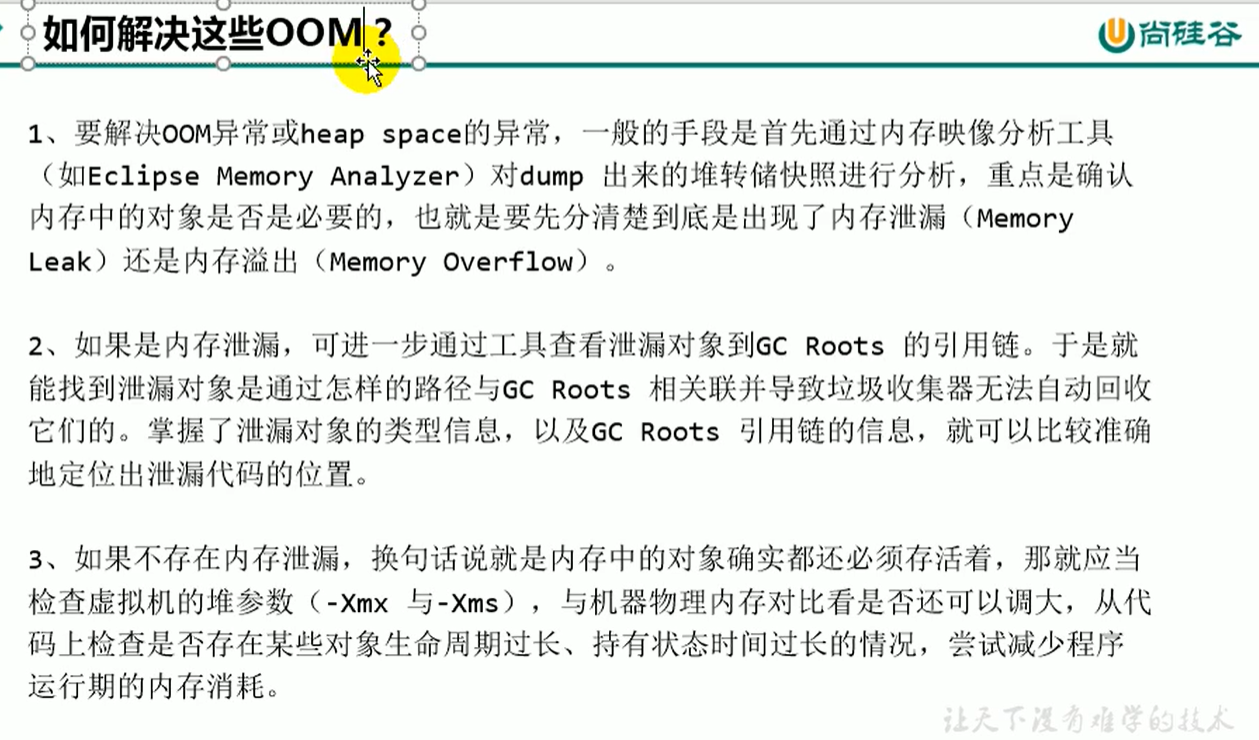 如何解决这些OOM？
尚硅谷
1、要解决OOM异常或heap space的异常，一般的手段是首先通过内存映像分析工具
（如Eclipse Memory Analyzer）对dump 出来的堆转储快照进行分析，重点是确认
内存中的对象是否是必要的，也就是要先分清楚到底是出现了内存泄漏（Memory
Leak）还是内存溢出（Memory Overflow）。
2、如果是内存泄漏，可进一步通过工具查看泄漏对象到GC Roots 的引用链。于是就
能找到泄漏对象是通过怎样的路径与GC Roots 相关联并导致垃圾收集器无法自动回收
它们的。掌握了泄漏对象的类型信息，以及GC Roots 引用链的信息，就可以比较准确
地定位出泄漏代码的位置。
3、如果不存在内存泄漏，换句话说就是内存中的对象确实都还必须存活着，那就应当
检查虚拟机的堆参数（-Xmx 与-Xms），与机器物理内存对比看是否还可以调大，从代
码上检查是否存在某些对象生命周期过长、持有状态时间过长的情况，尝试减少程序
运行期的内存消耗。
让天下没有难学的技术